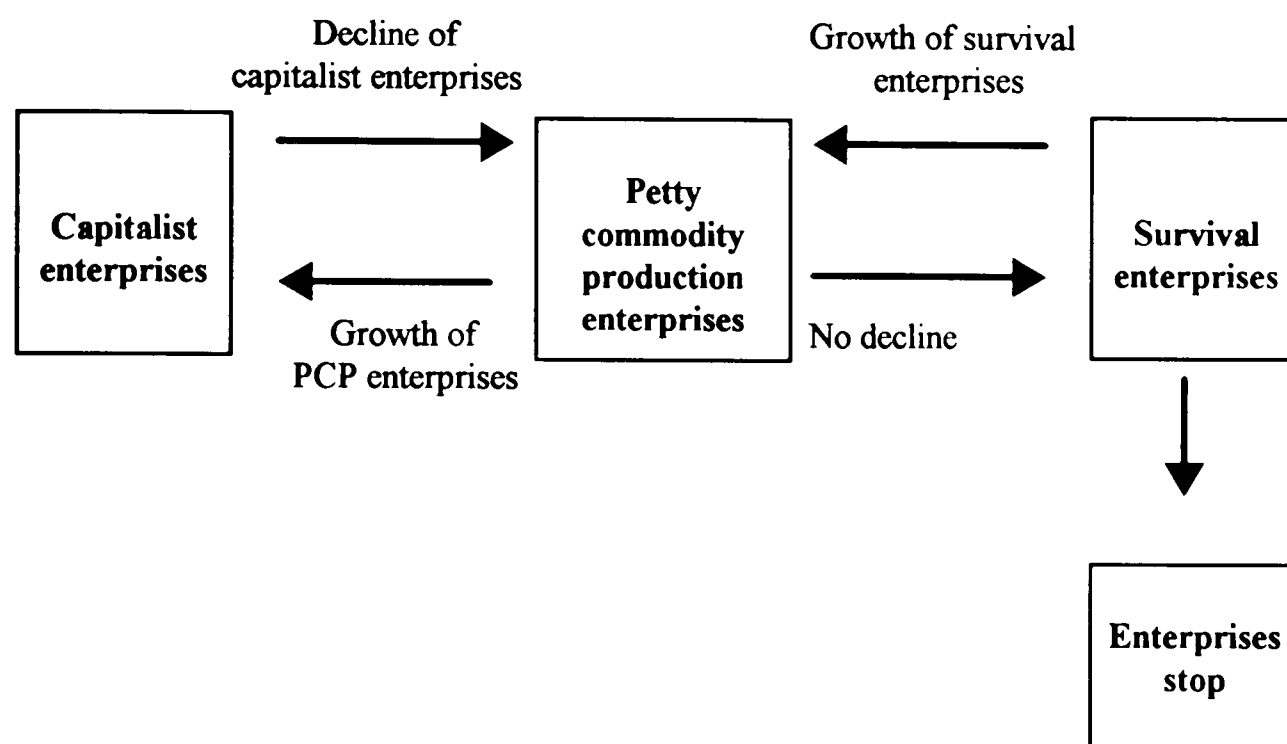 Decline of
capitalist enterprises
Growth of survival
enterprises
Capitalist
enterprises
Petty
commodity
production
enterprises
Survival
enterprises
Growth of
PCP enterprises
No decline
Enterprises
stop